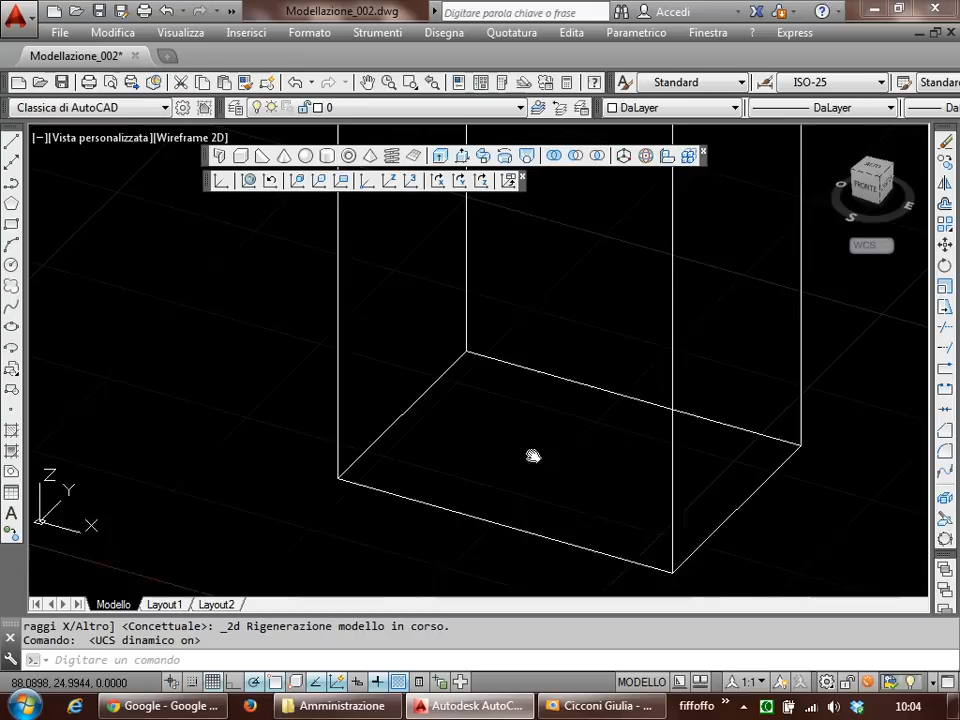 Modellazione_002.dwg
Digitare parola chiave o frase
Accedi
File Modifica Visualizza Inserisci Formato Strumenti Disegna Quotatura Edita Parametrico Finestra Express
Modellazione_002*
Standard
ISO-25
Standard
Classica di AutoCAD
0
DaLayer
DaLayer
[−][Vista personalizzata][Wireframe 2D]
FRONTE
O
S
E
WCS
Z
Y
X
Modello Layout1 Layout2
raggi X/Altro] <Concettuale>: _2d Rigenerazione modello in corso.
Comando: <UCS dinamico on>
Digitare un comando
88.0898, 24.9944, 0.0000
MODELLO
1:1
Google - Google ...
Amministrazione
Autodesk AutoC...
Cicconi Giulia - ...
fiffoffo
10:04